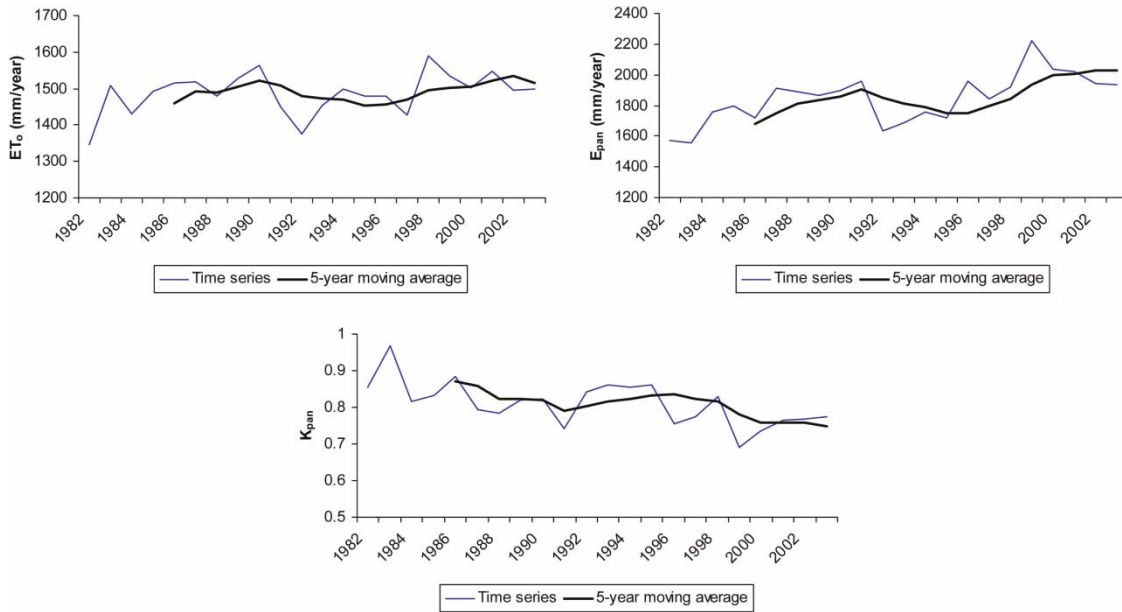 1700
1600
1500
1400
1300
1200
ETₒ (mm/year)
1982 1984 1986 1988 1990 1992 1994 1996 1998 2000 2002
Time series 5-year moving average
2400
2200
2000
1800
1600
1400
1200
Epan (mm/year)
1982 1984 1986 1988 1990 1992 1994 1996 1998 2000 2002
Time series 5-year moving average
1
0.9
0.8
0.7
0.6
0.5
Kpan
1982 1984 1986 1988 1990 1992 1994 1996 1998 2000 2002
Time series 5-year moving average